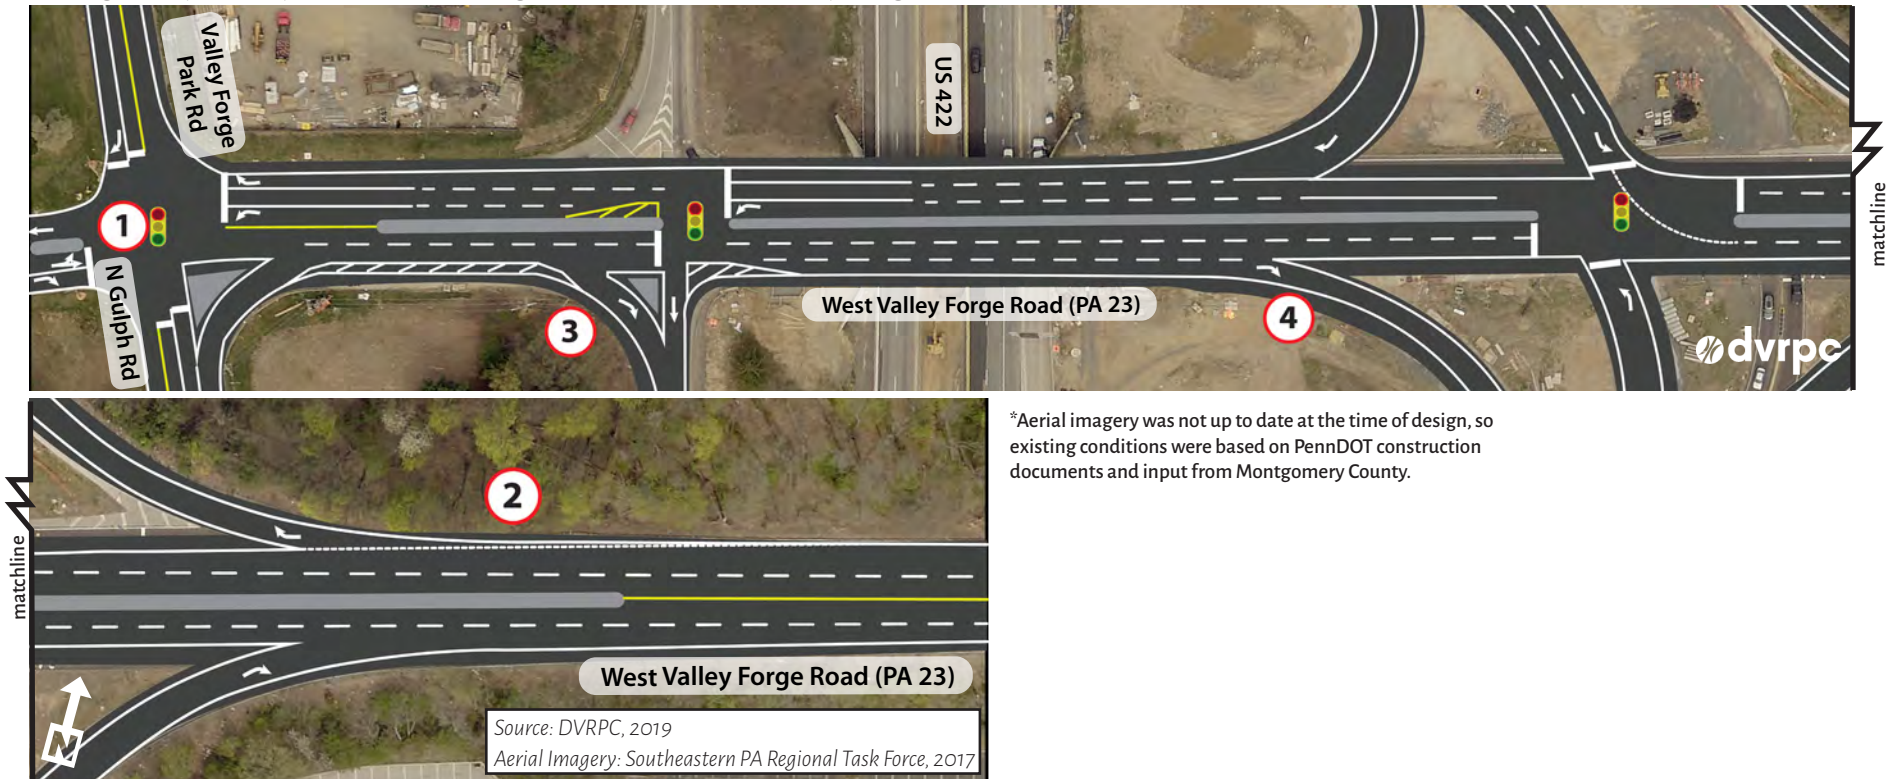 Valley Forge
Park Rd
US 422
1
N Gulph Rd
3
West Valley Forge Road (PA 23)
4
dvrpc
matchline
matchline
2
West Valley Forge Road (PA 23)
N
Source: DVRPC, 2019
Aerial Imagery: Southeastern PA Regional Task Force, 2017
*Aerial imagery was not up to date at the time of design, so
existing conditions were based on PennDOT construction
documents and input from Montgomery County.